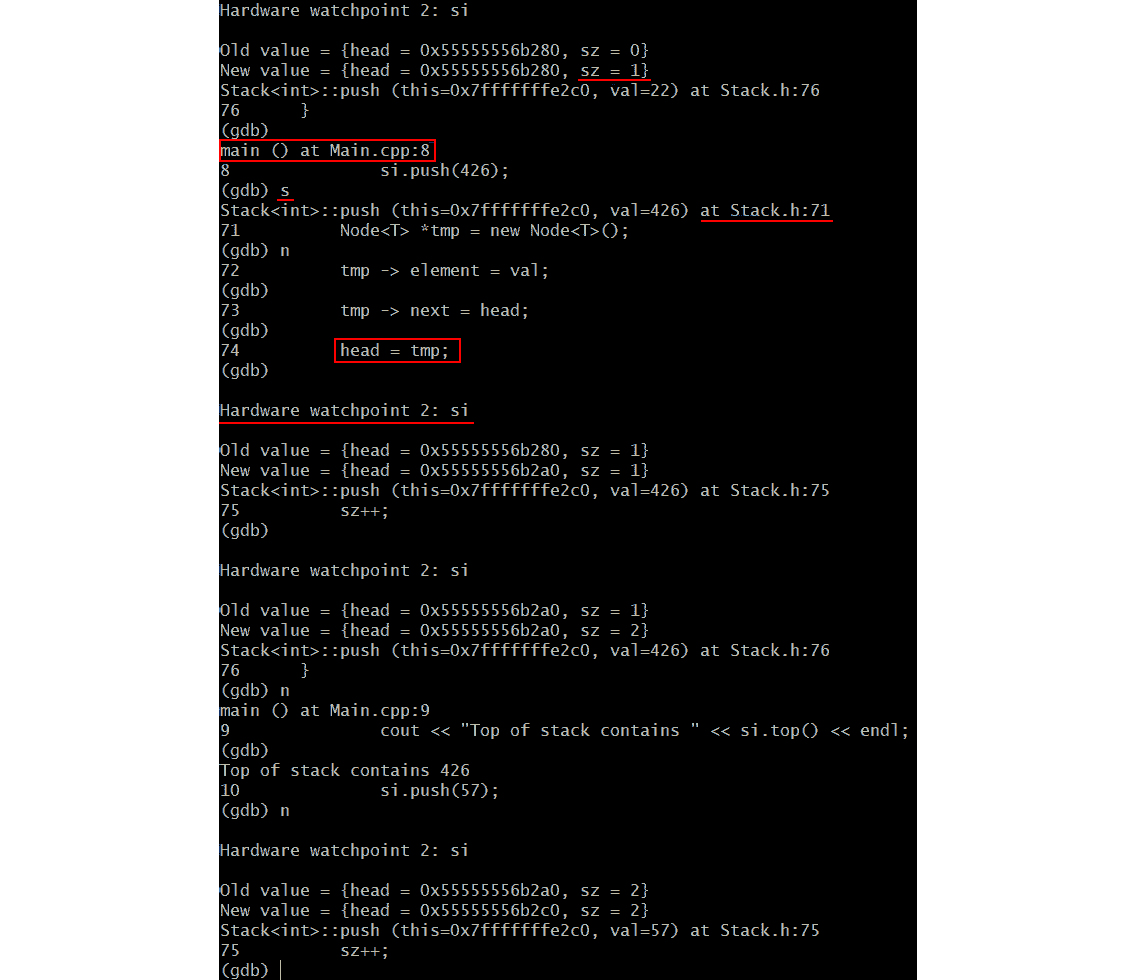 Hardware watchpoint 2: si
Old value = {head = 0x55555556b280, sz = 0}
New value = {head = 0x55555556b280, sz = 1}
Stack<int>::push (this=0x7fffffffe2c0, val=22) at Stack.h:76
76 }
(gdb)
main () at Main.cpp:8
8 si.push(426);
(gdb) s
Stack<int>::push (this=0x7fffffffe2c0, val=426) at Stack.h:71
71 Node<T> *tmp = new Node<T>();
(gdb) n
72 tmp -> element = val;
(gdb)
73 tmp -> next = head;
(gdb)
74 head = tmp;
(gdb)
Hardware watchpoint 2: si
Old value = {head = 0x55555556b280, sz = 1}
New value = {head = 0x55555556b2a0, sz = 1}
Stack<int>::push (this=0x7fffffffe2c0, val=426) at Stack.h:75
75 sz++;
(gdb)
Hardware watchpoint 2: si
Old value = {head = 0x55555556b2a0, sz = 1}
New value = {head = 0x55555556b2a0, sz = 2}
Stack<int>::push (this=0x7fffffffe2c0, val=426) at Stack.h:76
76 }
(gdb) n
main () at Main.cpp:9
9 cout << "Top of stack contains " << si.top() << endl;
(gdb)
Top of stack contains 426
10 si.push(57);
(gdb) n
Hardware watchpoint 2: si
Old value = {head = 0x55555556b2a0, sz = 2}
New value = {head = 0x55555556b2c0, sz = 2}
Stack<int>::push (this=0x7fffffffe2c0, val=57) at Stack.h:75
75 sz++;
(gdb)